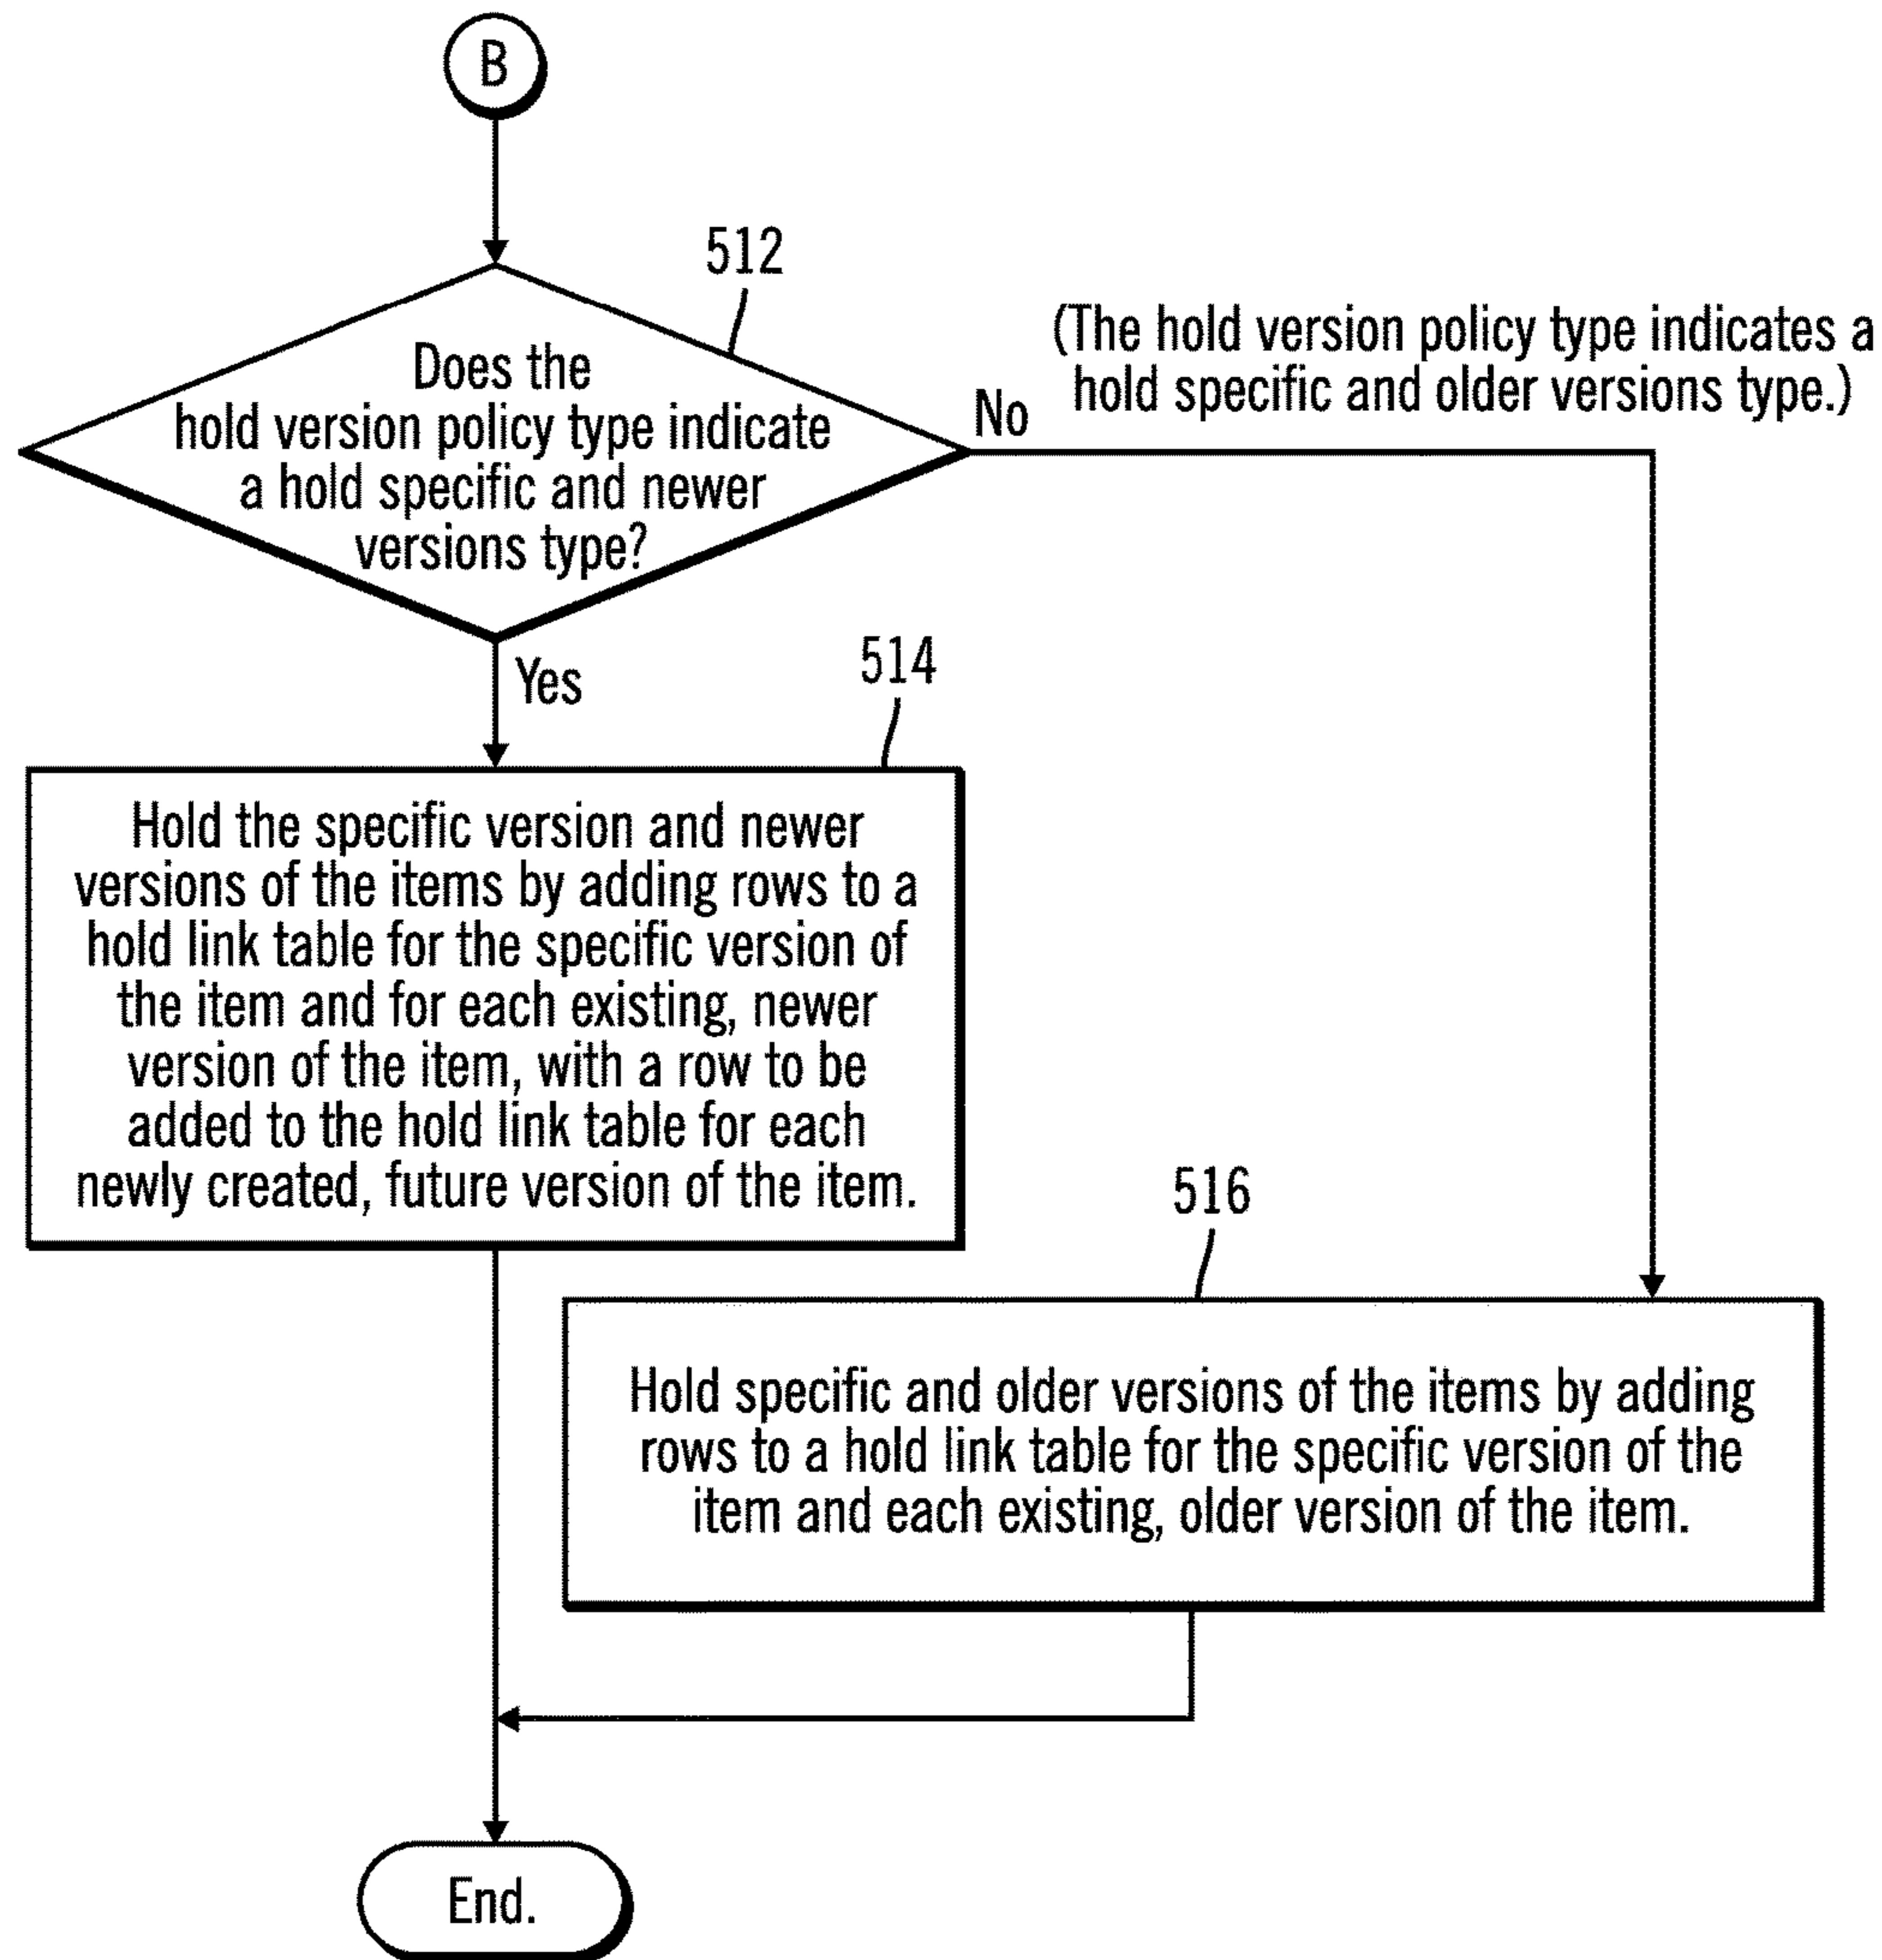 B
512
Does the
hold version policy type indicate
a hold specific and newer
versions type?
No
(The hold version policy type indicates a
hold specific and older versions type.)
Yes
514
Hold the specific version and newer
versions of the items by adding rows to a
hold link table for the specific version of
the item and for each existing, newer
version of the item, with a row to be
added to the hold link table for each
newly created, future version of the item.
516
Hold specific and older versions of the items by adding
rows to a hold link table for the specific version of the
item and each existing, older version of the item.
End.